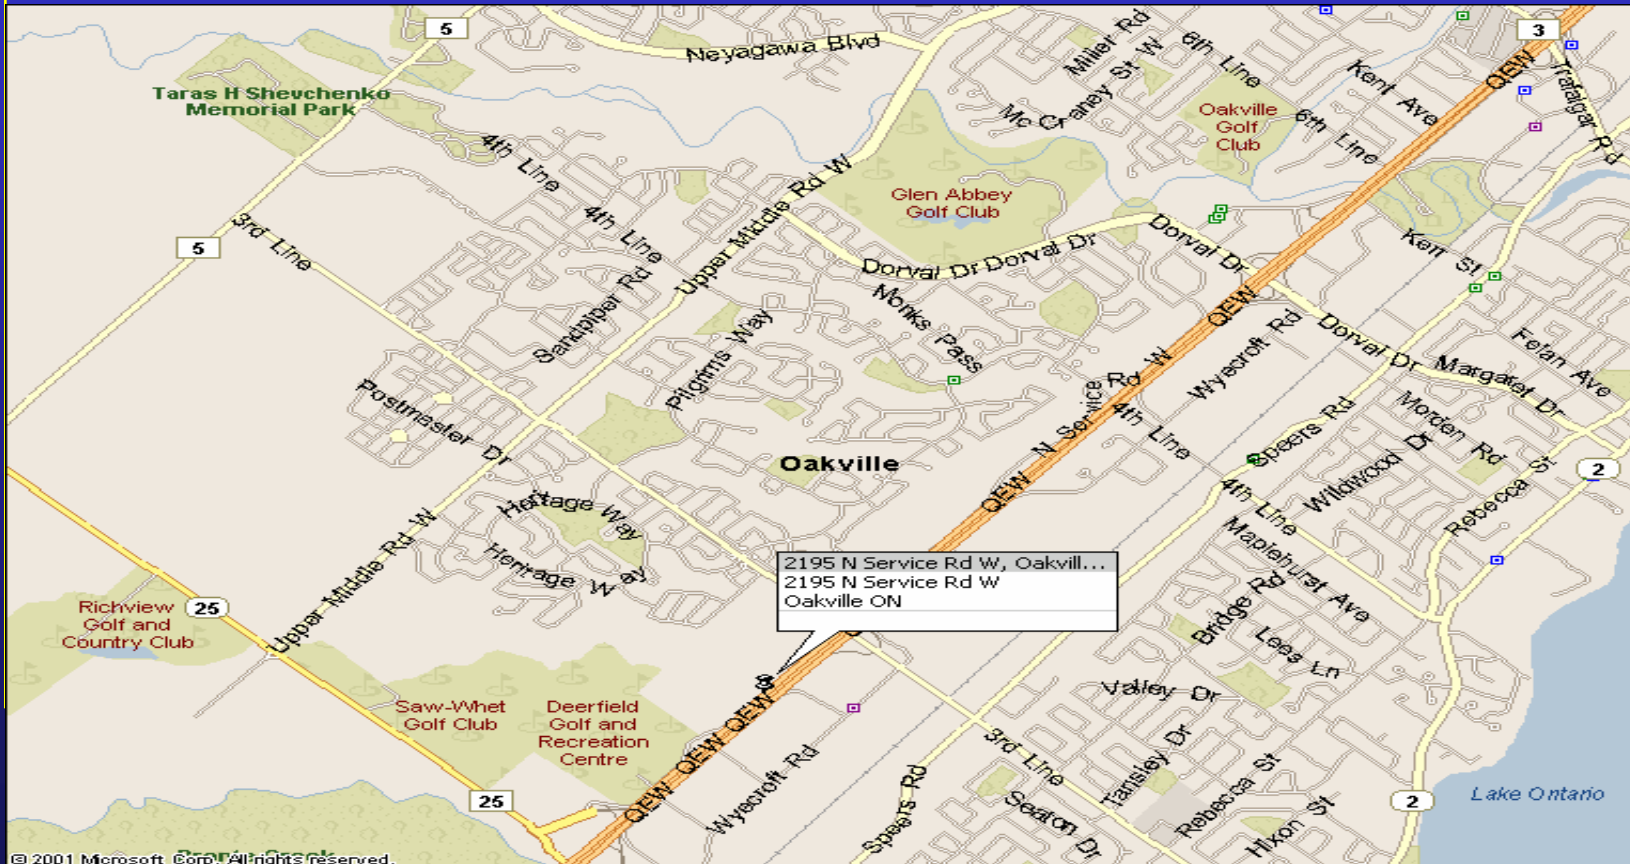 5
3
Neyagawa Blvd
Miller Rd
6th Line
QEW
Kent Ave
Trafalgar Rd
Taras H Shevchenko
Memorial Park
Mc Craney St W
Oakville
Golf
Club
6th Line
4th Line
Upper Middle Rd W
Glen Abbey
Golf Club
4th Line
3rd Line
5
Dorval Dr
Dorval Dr
Dorval Dr
Kerr St
Sandpiper Rd
Pilgrims Way
Monks Pass
QEW
Wyecroft Rd
Dorval Dr
Felan Ave
Margaret Dr
Postmaster Dr
N Service Rd W
4th Line
Morden Rd
Speers Rd
Wildwood Dr
Oakville
2
Rebecca St
QEW
4th Line
Heritage Way
Maplehurst Ave
Heritage Way
Upper Middle Rd W
2195 N Service Rd W, Oakvill...
2195 N Service Rd W
Oakville ON
Bridge Rd
Lees Ln
Richview
Golf and
Country Club
25
Valley Dr
Saw-Whet
Golf Club
Deerfield
Golf and
Recreation
Centre
QEW
QEW
QEW
Wyecroft Rd
3rd Line
Tansley Dr
Rebecca St
Speers Rd
Seaton Dr
Hixon St
25
2
Lake Ontario
© 2001 Microsoft Corp. All rights reserved.